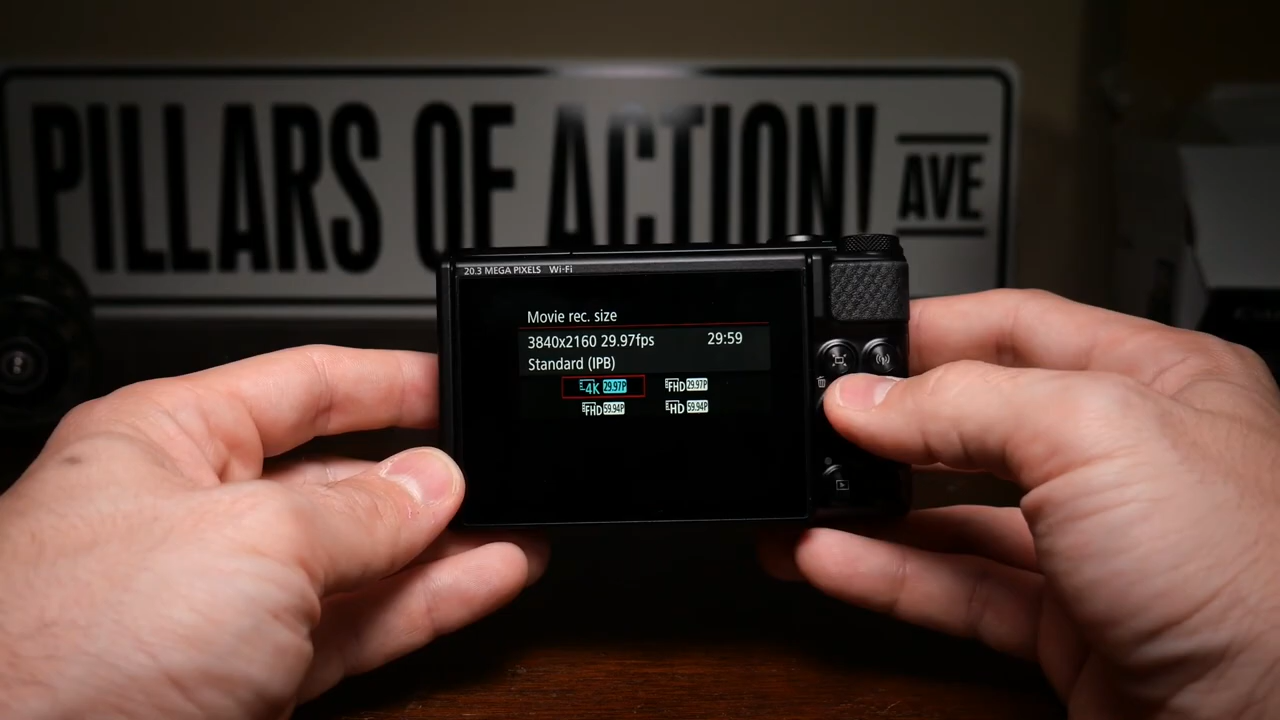 PILLARS OF ACTION! AVE
20.3 MEGA PIXELS Wi-Fi
Movie rec. size
3840x2160 29.97fps 29:59
Standard (IPB)
4K 29.97P FHD 29.97P
FHD 59.94P HD 59.94P